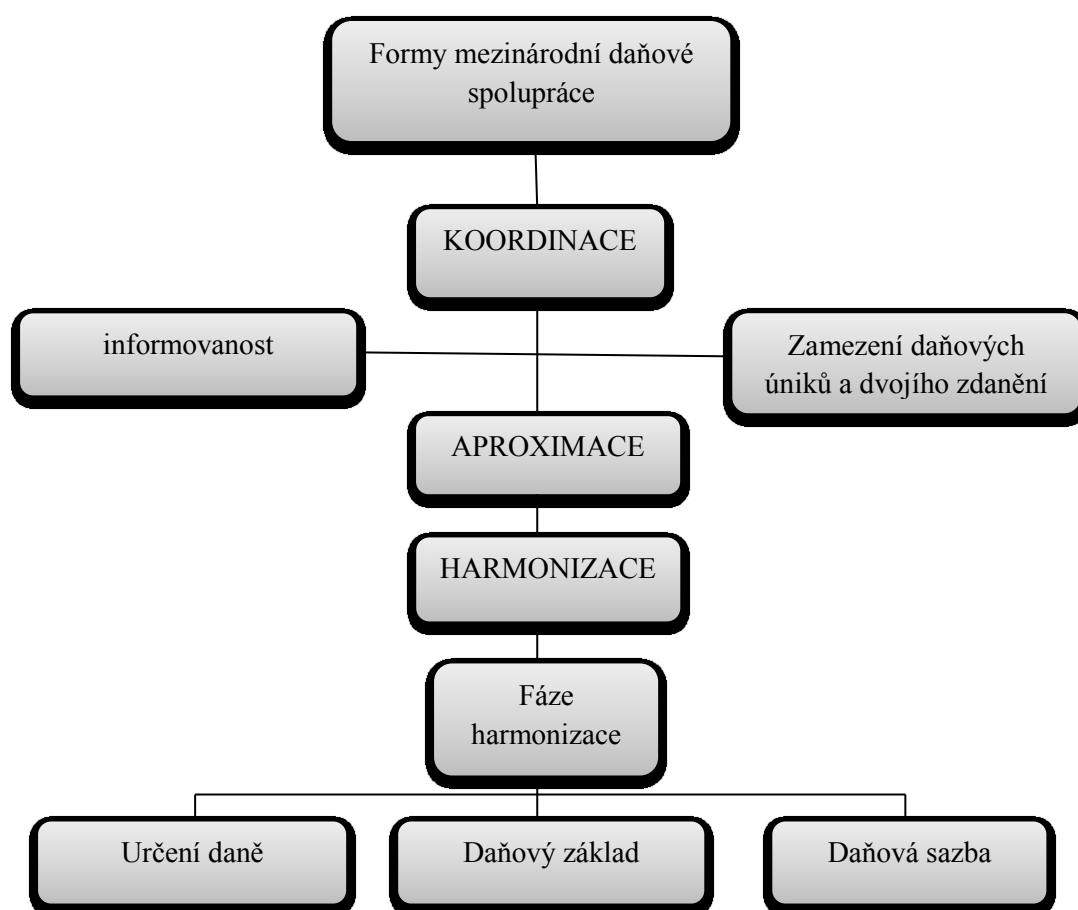 Formy mezinárodní daňové
spolupráce
KOORDINACE
informovanost
Zamezení daňových
úniků a dvojího zdanění
APROXIMACE
HARMONIZACE
Fáze
harmonizace
Určení daně
Daňový základ
Daňová sazba